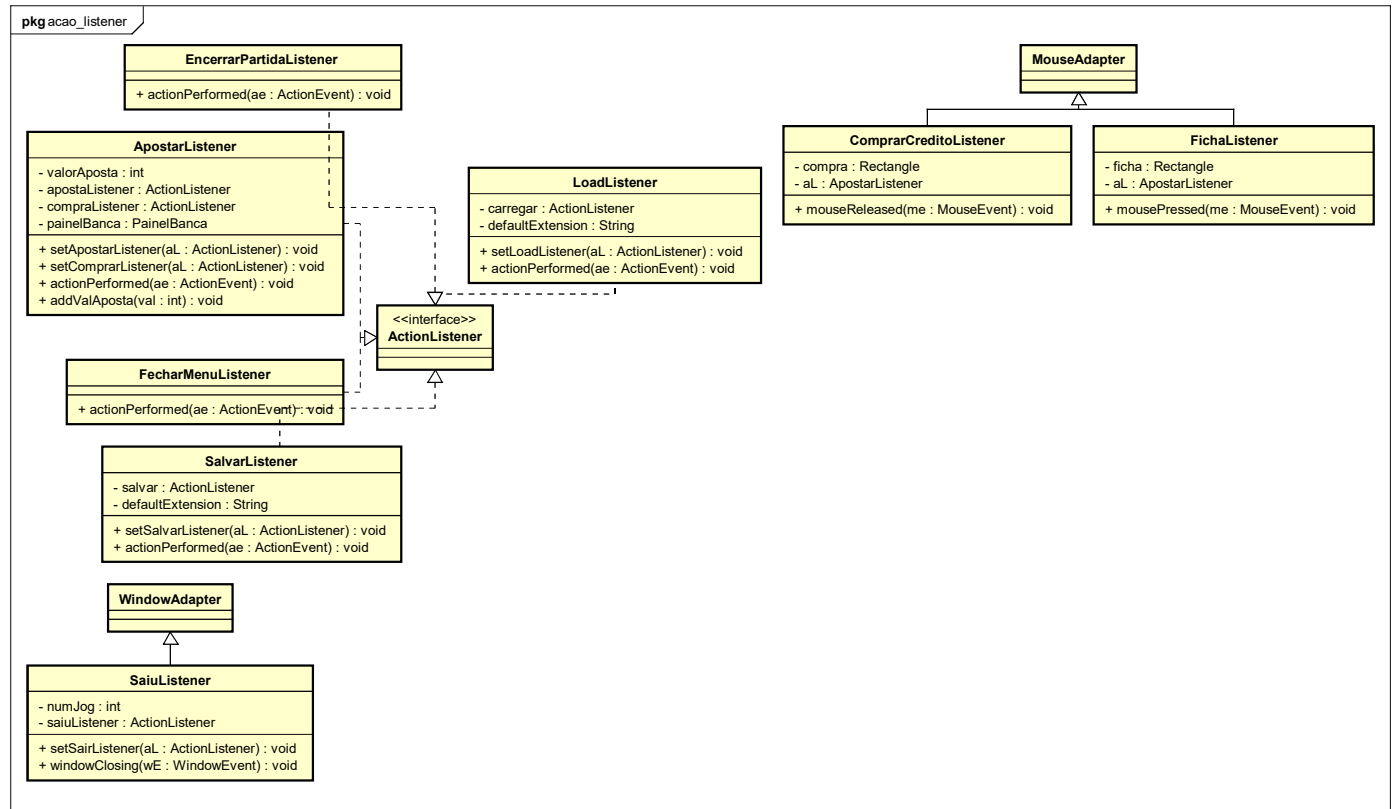 pkg acao_listener
EncerrarPartidaListener
+ actionPerformed(ae : ActionEvent) : void
MouseAdapter
ApostarListener
- valorAposta : int
- apostaListener : ActionListener
- compraListener : ActionListener
- painelBanca : PainelBanca
+ setApostarListener(aL : ActionListener) : void
+ setComprarListener(aL : ActionListener) : void
+ actionPerformed(ae : ActionEvent) : void
+ addValAposta(val : int) : void
LoadListener
- carregar : ActionListener
- defaultExtension : String
+ setLoadListener(aL : ActionListener) : void
+ actionPerformed(ae : ActionEvent) : void
ComprarCreditoListener
- compra : Rectangle
- aL : ApostarListener
+ mouseReleased(me : MouseEvent) : void
FichaListener
- ficha : Rectangle
- aL : ApostarListener
+ mousePressed(me : MouseEvent) : void
<<interface>>
ActionListener
FecharMenuListener
+ actionPerformed(ae : ActionEvent) : void
SalvarListener
- salvar : ActionListener
- defaultExtension : String
+ setSalvarListener(aL : ActionListener) : void
+ actionPerformed(ae : ActionEvent) : void
WindowAdapter
SaiuListener
- numJog : int
- saiuListener : ActionListener
+ setSairListener(aL : ActionListener) : void
+ windowClosing(wE : WindowEvent) : void